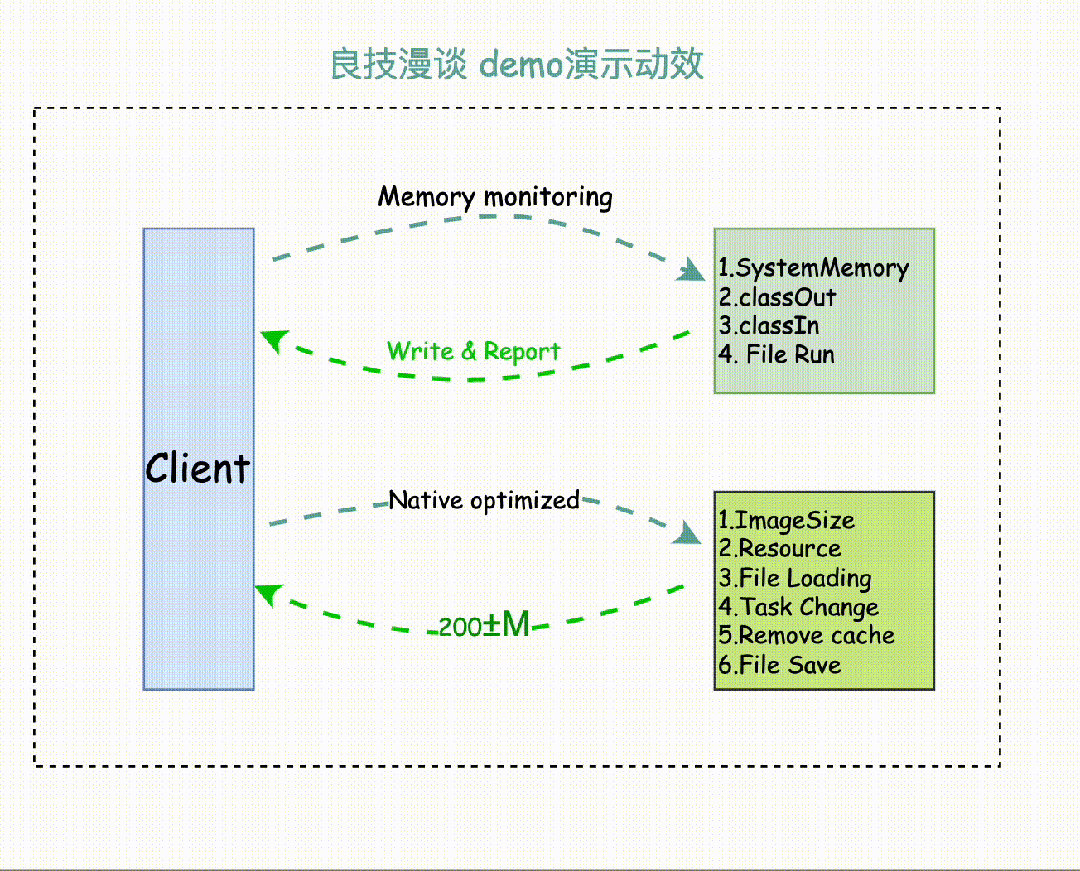 良技漫谈 demo演示动效
Memory monitoring
1.SystemMemory
2.classOut
3.classIn
4. File Run
Write & Report
Client
Native optimized
1.ImageSize
2.Resource
3.File Loading
4.Task Change
5.Remove cache
6.File Save
200±M